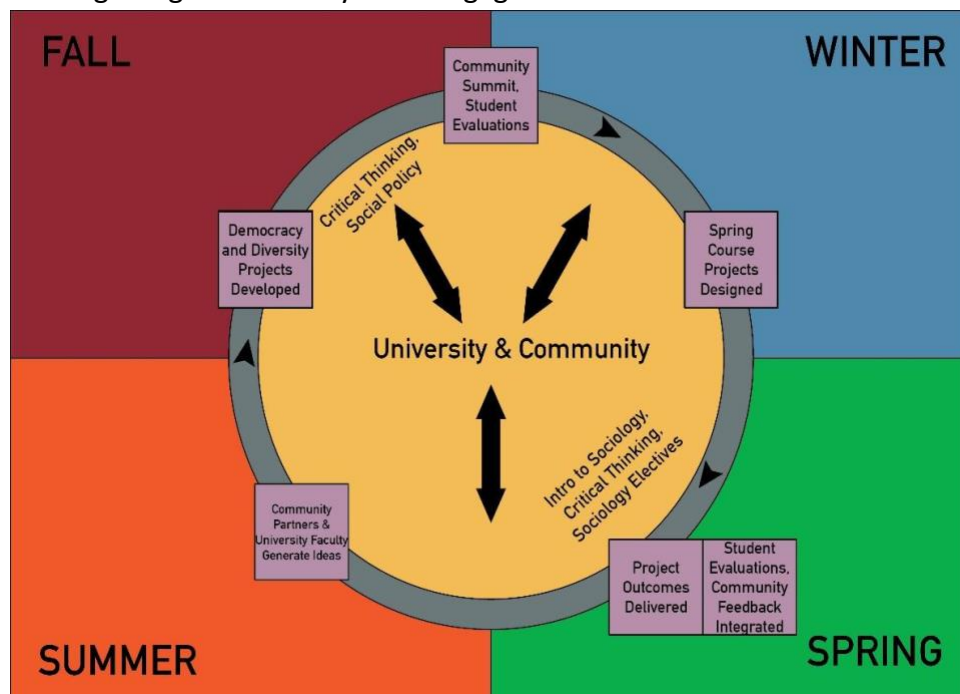 FALL
WINTER
Community
Summit,
Student
Evaluations
Critical Thinking,
Social Policy
Democracy
and Diversity
Projects
Developed
Spring
Course
Projects
Designed
University & Community
Intro to Sociology,
Critical Thinking,
Sociology Electives
Community
Partners &
University Faculty
Generate Ideas
Project
Outcomes
Delivered
Student
Evaluations,
Community
Feedback
Integrated
SUMMER
SPRING